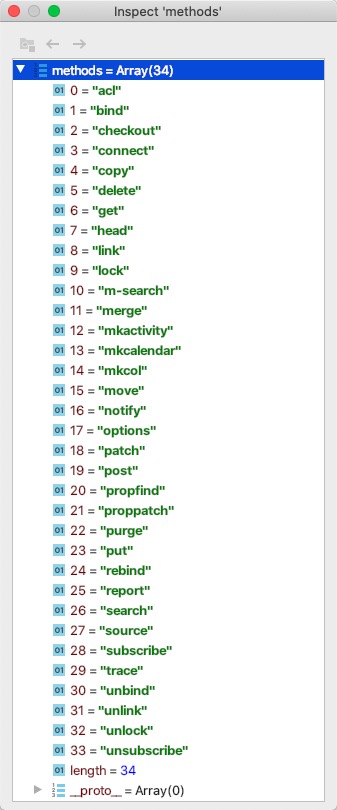 Inspect 'methods'
methods = Array(34)
01 0 = "acl"
01 1 = "bind"
01 2 = "checkout"
01 3 = "connect"
01 4 = "copy"
01 5 = "delete"
01 6 = "get"
01 7 = "head"
01 8 = "link"
01 9 = "lock"
01 10 = "m-search"
01 11 = "merge"
01 12 = "mkactivity"
01 13 = "mkcalendar"
01 14 = "mkcol"
01 15 = "move"
01 16 = "notify"
01 17 = "options"
01 18 = "patch"
01 19 = "post"
01 20 = "propfind"
01 21 = "proppatch"
01 22 = "purge"
01 23 = "put"
01 24 = "rebind"
01 25 = "report"
01 26 = "search"
01 27 = "source"
01 28 = "subscribe"
01 29 = "trace"
01 30 = "unbind"
01 31 = "unlink"
01 32 = "unlock"
01 33 = "unsubscribe"
01 length = 34
__proto__ = Array(0)